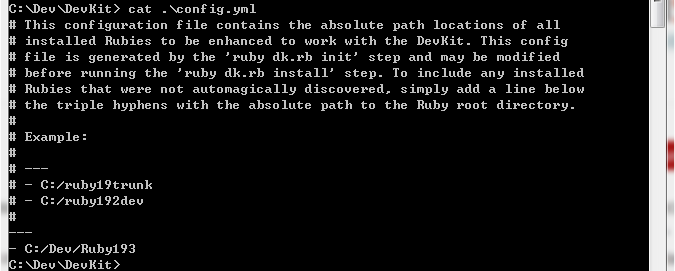 C:\Dev\DevKit> cat .\config.yml
# This configuration file contains the absolute path locations of all
# installed Rubies to be enhanced to work with the DevKit. This config
# file is generated by the 'ruby dk.rb init' step and may be modified
# before running the 'ruby dk.rb install' step. To include any installed
# Rubies that were not automagically discovered, simply add a line below
# the triple hyphens with the absolute path to the Ruby root directory.
#
# Example:
#
# ---
# - C:/ruby19trunk
# - C:/ruby192dev
#
---
- C:/Dev/Ruby193
C:\Dev\DevKit>